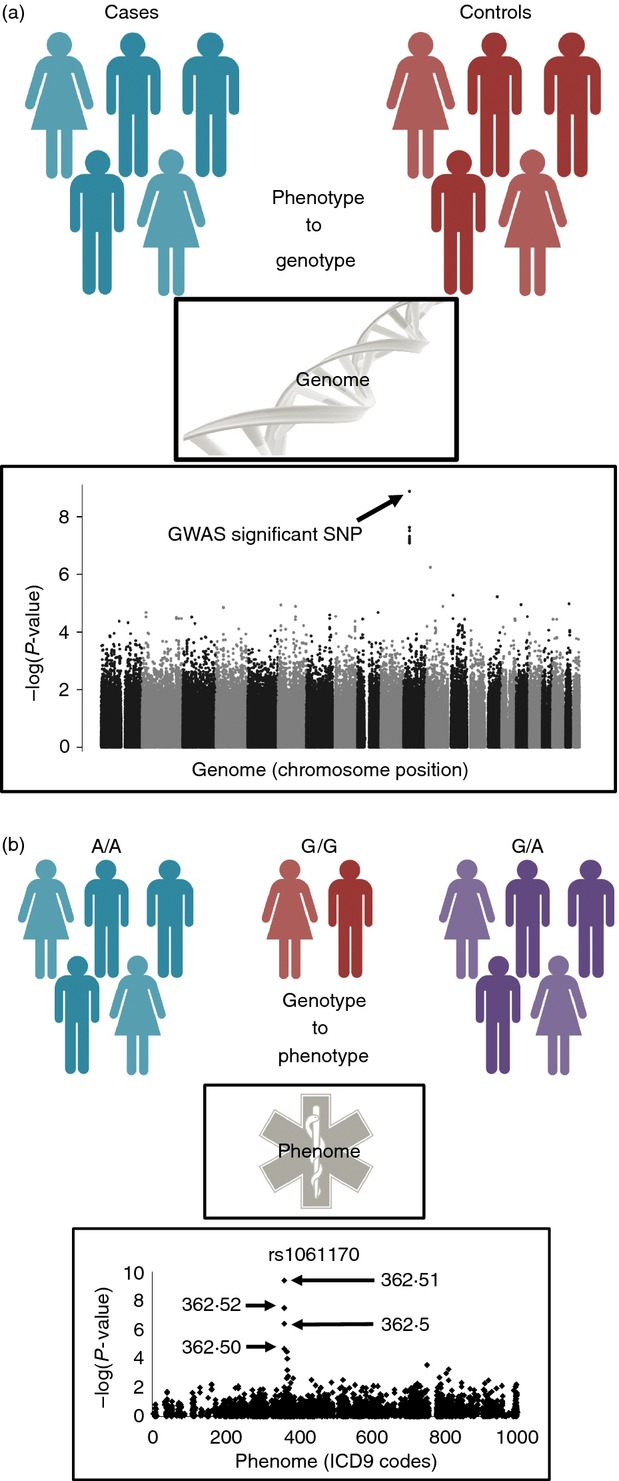 (a)
Cases
Controls
Phenotype
to
genotype
Genome
8
6
4
2
0
–log(P-value)
GWAS significant SNP
Genome (chromosome position)
(b)
A/A
G/G
G/A
Genotype
to
phenotype
Phenome
rs1061170
10
8
6
4
2
0
–log(P-value)
362·51
362·52
362·5
362·50
0
200
400
600
800
1000
Phenome (ICD9 codes)